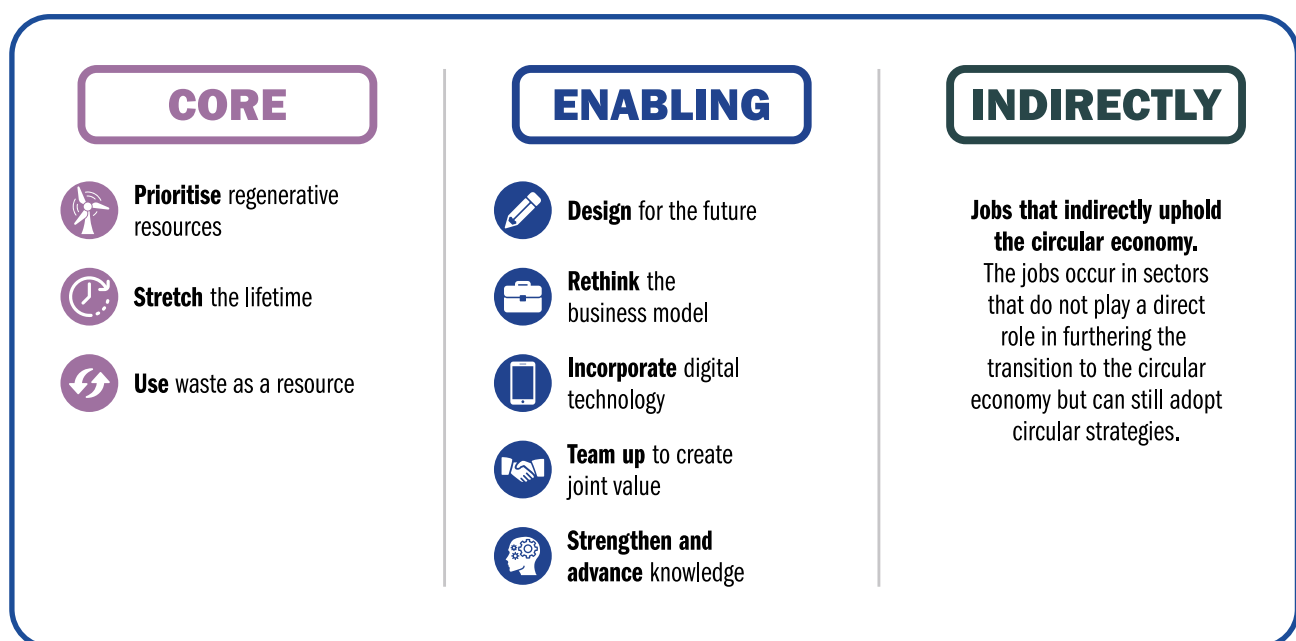 CORE
Prioritise regenerative
resources
Stretch the lifetime
Use waste as a resource
ENABLING
Design for the future
Rethink the
business model
Incorporate digital
technology
Team up to create
joint value
Strengthen and
advance knowledge
INDIRECTLY
Jobs that indirectly uphold
the circular economy.
The jobs occur in sectors
that do not play a direct
role in furthering the
transition to the circular
economy but can still adopt
circular strategies.